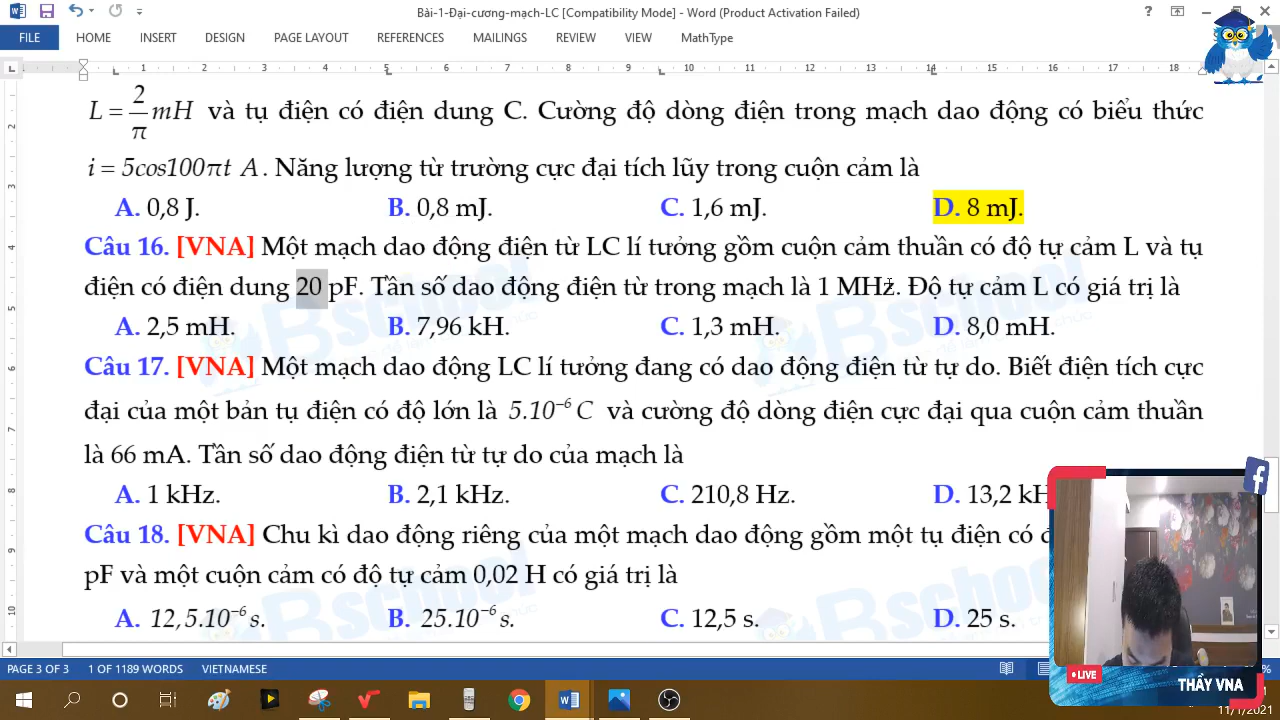 Bài-1-Đại-cương-mạch-LC [Compatibility Mode] - Word (Product Activation Failed)
FILE HOME INSERT DESIGN PAGE LAYOUT REFERENCES MAILINGS REVIEW VIEW MathType
L = 2/π mH và tụ điện có điện dung C. Cường độ dòng điện trong mạch dao động có biểu thức
i = 5cos100πt A. Năng lượng từ trường cực đại tích lũy trong cuộn cảm là
A. 0,8 J. B. 0,8 mJ. C. 1,6 mJ. D. 8 mJ.
Câu 16. [VNA] Một mạch dao động điện từ LC lí tưởng gồm cuộn cảm thuần có độ tự cảm L và tụ
điện có điện dung 20 pF. Tần số dao động điện từ trong mạch là 1 MHz. Độ tự cảm L có giá trị là
A. 2,5 mH. B. 7,96 kH. C. 1,3 mH. D. 8,0 mH.
Câu 17. [VNA] Một mạch dao động LC lí tưởng đang có dao động điện từ tự do. Biết điện tích cực
đại của một bản tụ điện có độ lớn là 5.10⁻⁶ C và cường độ dòng điện cực đại qua cuộn cảm thuần
là 66 mA. Tần số dao động điện từ tự do của mạch là
A. 1 kHz. B. 2,1 kHz. C. 210,8 Hz. D. 13,2 kH
Câu 18. [VNA] Chu kì dao động riêng của một mạch dao động gồm một tụ điện có đ
pF và một cuộn cảm có độ tự cảm 0,02 H có giá trị là
A. 12,5.10⁻⁶ s. B. 25.10⁻⁶ s. C. 12,5 s. D. 25 s.
PAGE 3 OF 3 1 OF 1189 WORDS VIETNAMESE
LIVE
THẦY VNA
11/1/2021